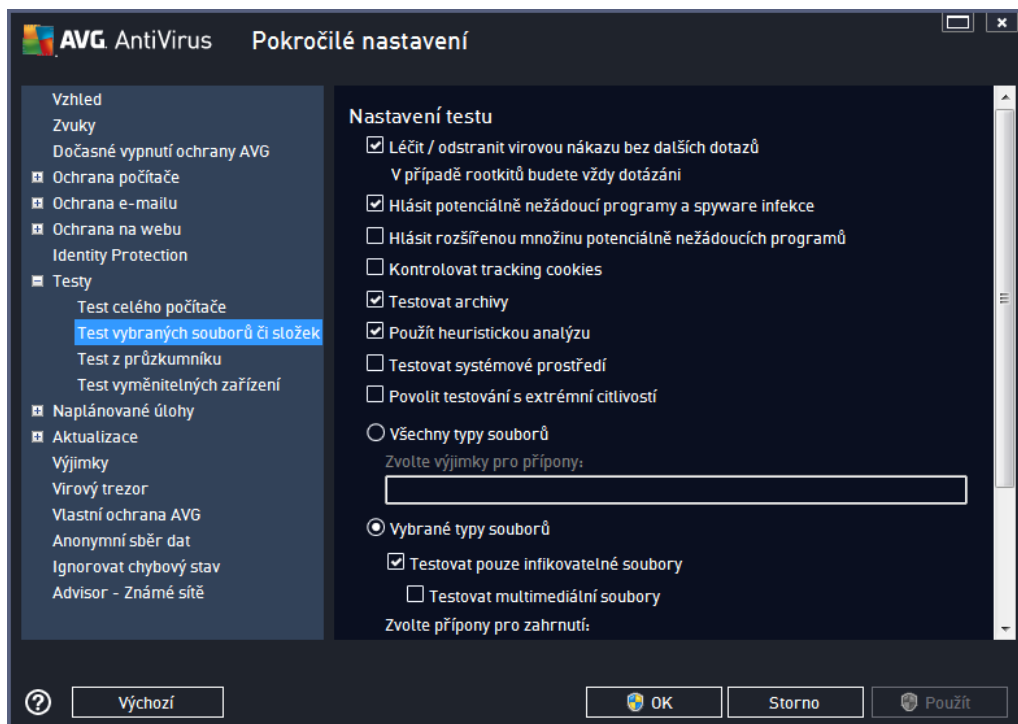 AVG. AntiVirus Pokročilé nastavení
Vzhled
Zvuky
Dočasné vypnutí ochrany AVG
Ochrana počítače
Ochrana e-mailu
Ochrana na webu
Identity Protection
Testy
Test celého počítače
Test vybraných souborů či složek
Test z průzkumníku
Test vyměnitelných zařízení
Naplánované úlohy
Aktualizace
Výjimky
Virový trezor
Vlastní ochrana AVG
Anonymní sběr dat
Ignorovat chybový stav
Advisor - Známé sítě
Nastavení testu
Léčit / odstranit virovou nákazu bez dalších dotazů
V případě rootkitů budete vždy dotázáni
Hlásit potenciálně nežádoucí programy a spyware infekce
Hlásit rozšířenou množinu potenciálně nežádoucích programů
Kontrolovat tracking cookies
Testovat archivy
Použít heuristickou analýzu
Testovat systémové prostředí
Povolit testování s extrémní citlivostí
Všechny typy souborů
Zvolte výjimky pro přípony:
Vybrané typy souborů
Testovat pouze infikovatelné soubory
Testovat multimediální soubory
Zvolte přípony pro zahrnutí:
? Výchozí OK Storno Použít